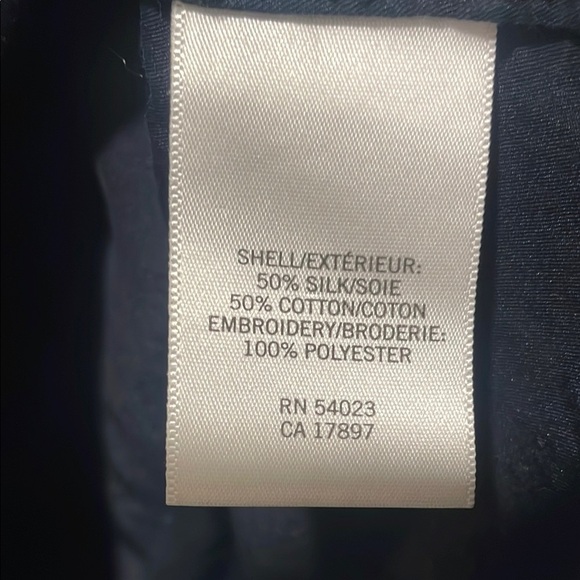 SHELL/EXTÉRIEUR:
50% SILK/SOIE
50% COTTON/COTON
EMBROIDERY/BRODERIE:
100% POLYESTER
RN 54023
CA 17897